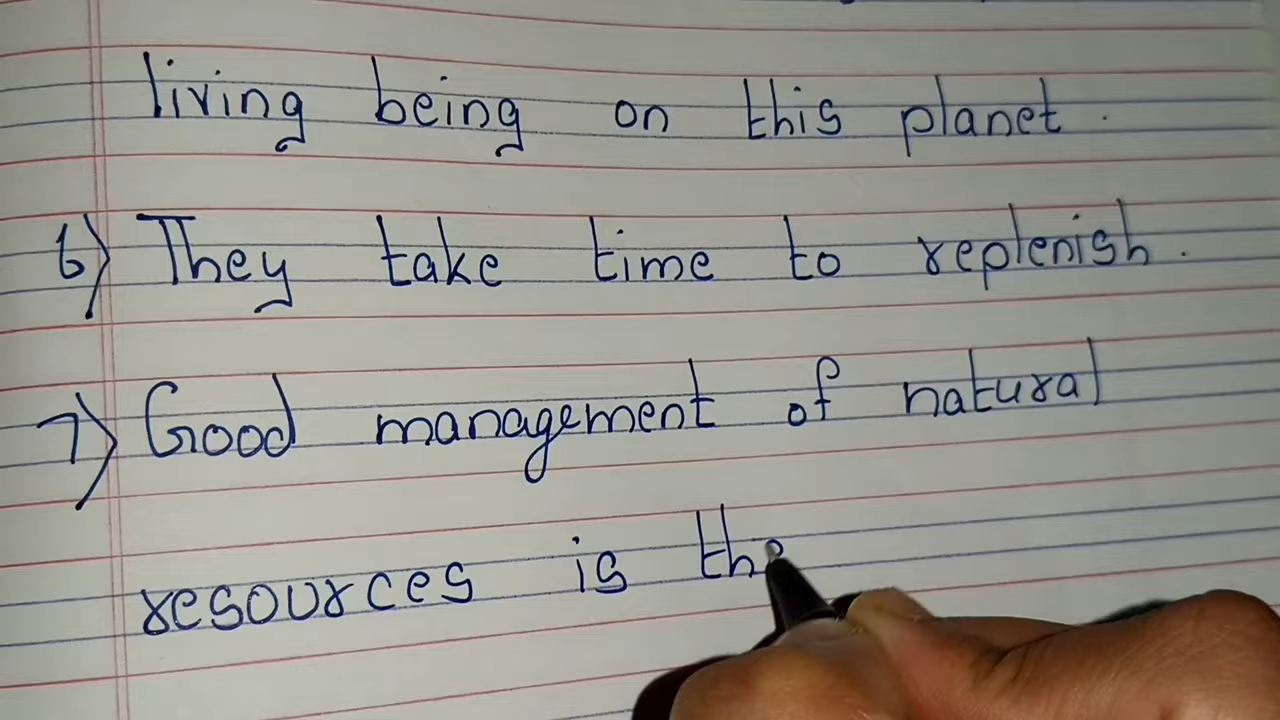 living being on this planet.
6) They take time to replenish.
7) Good management of natural
resources is the